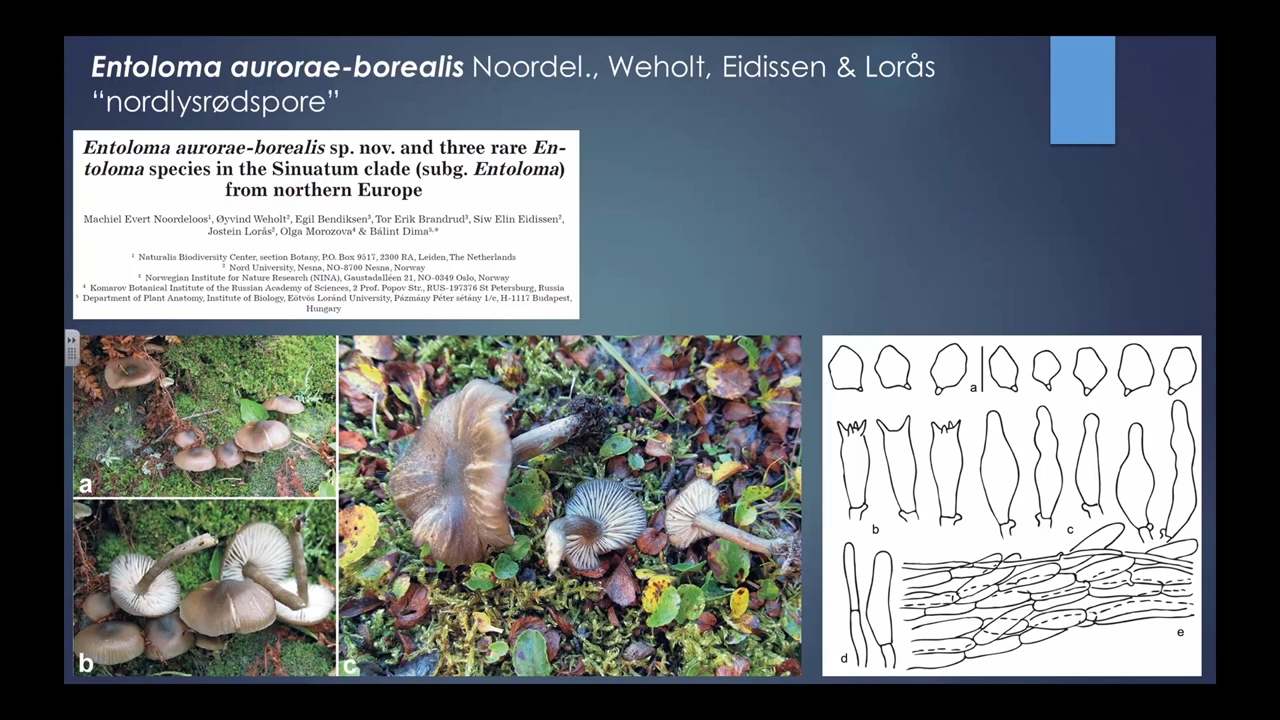 Entoloma aurorae-borealis Noordel., Weholt, Eidissen & Lorås
“nordlysrødspore”
Entoloma aurorae-borealis sp. nov. and three rare En-
toloma species in the Sinuatum clade (subg. Entoloma)
from northern Europe
Machiel Evert Noordeloos¹, Øyvind Weholt², Egil Bendiksen³, Tor Erik Brandrud³, Siw Elin Eidissen²,
Jostein Lorås², Olga Morozova⁴ & Bálint Dima⁵,*
¹ Naturalis Biodiversity Center, section Botany, P.O. Box 9517, 2300 RA, Leiden, The Netherlands
² Nord University, Nesna, NO-8700 Nesna, Norway
³ Norwegian Institute for Nature Research (NINA), Gaustadalléen 21, NO-0349 Oslo, Norway
⁴ Komarov Botanical Institute of the Russian Academy of Sciences, 2 Prof. Popov Str., RUS-197376 St Petersburg, Russia
⁵ Department of Plant Anatomy, Institute of Biology, Eötvös Loránd University, Pázmány Péter sétány 1/c, H-1117 Budapest,
Hungary
a
b
c
a
b
c
d
e